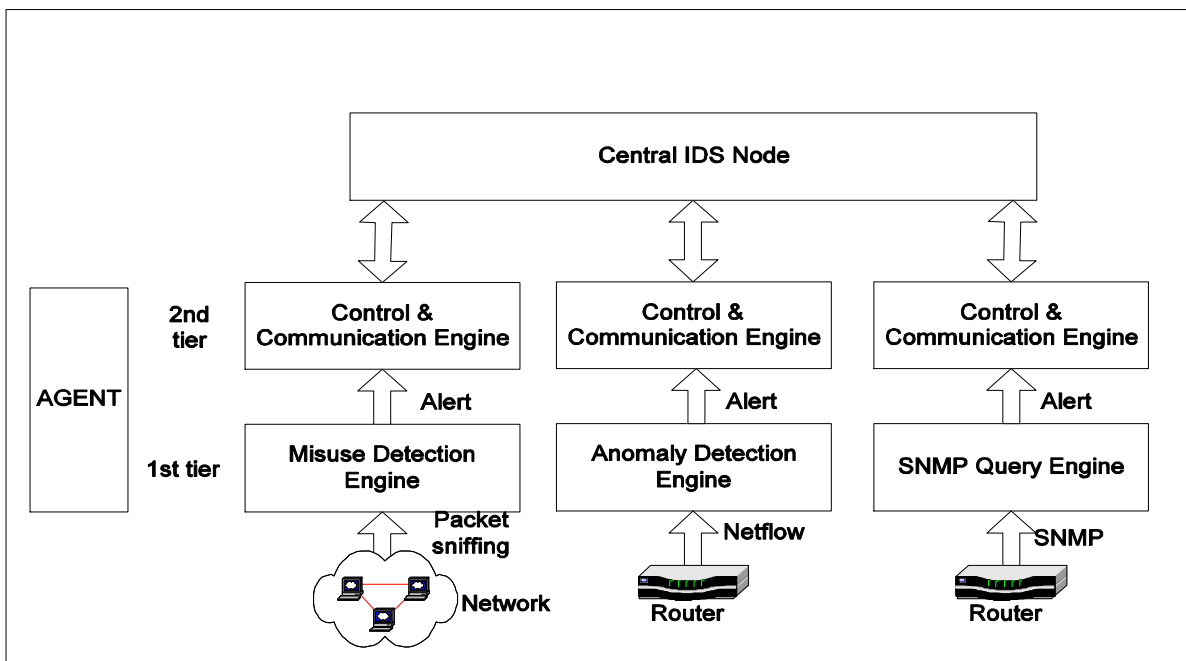 Central IDS Node
AGENT
2nd
tier
Control &
Communication Engine
Control &
Communication Engine
Control &
Communication Engine
Alert
Alert
Alert
1st tier
Misuse Detection
Engine
Anomaly Detection
Engine
SNMP Query Engine
Packet
sniffing
Netflow
SNMP
Network
Router
Router